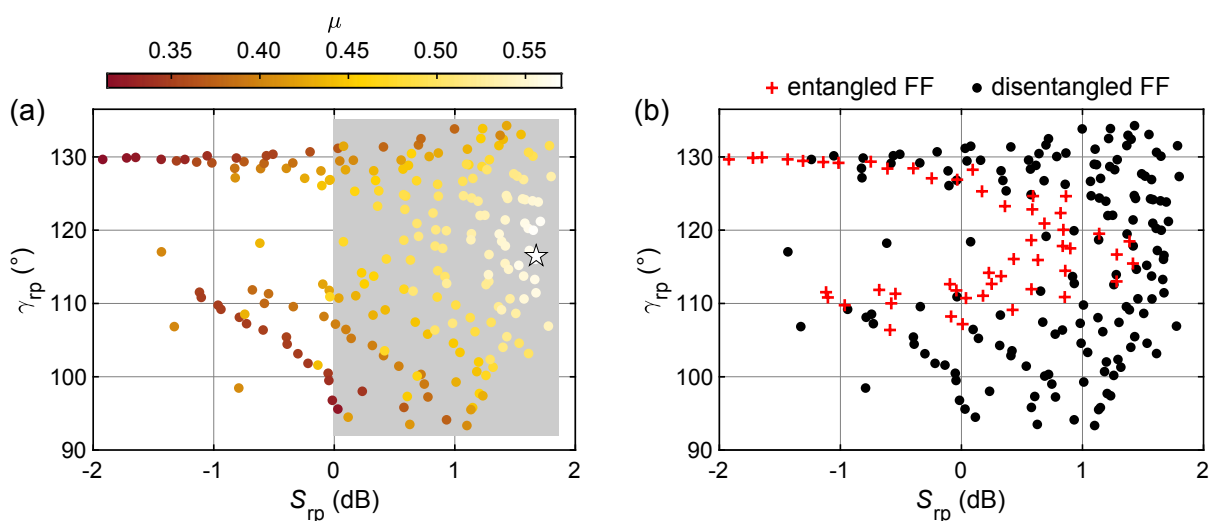 μ
0.35 0.40 0.45 0.50 0.55
(a)
130
120
110
100
90
γrp (°)
-2 -1 0 1 2
Srp (dB)
+ entangled FF ● disentangled FF
(b)
130
120
110
100
90
γrp (°)
-2 -1 0 1 2
Srp (dB)